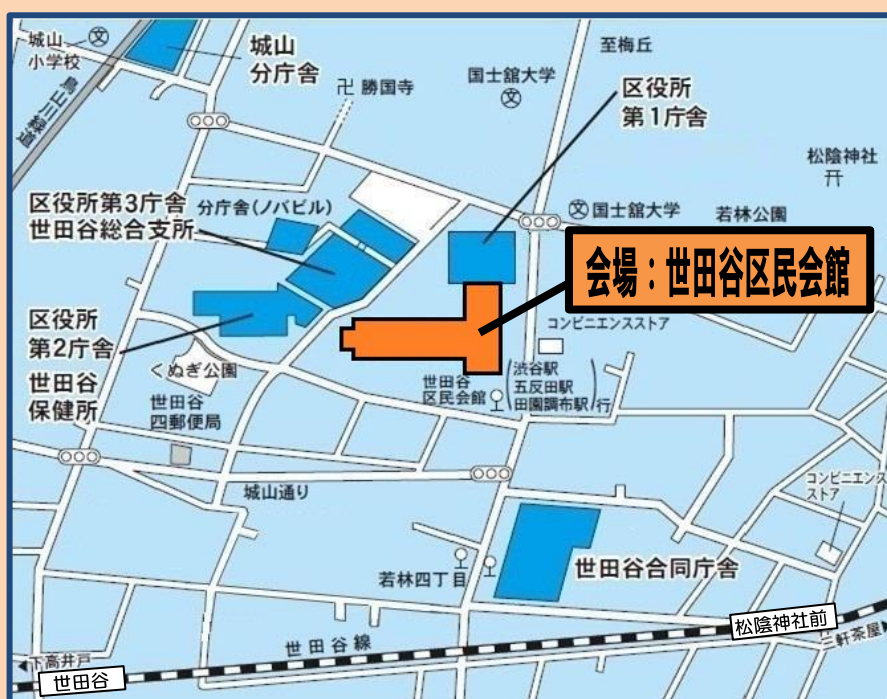 城山
小学校
城山
分庁舎
烏山川緑道
卍 勝国寺
国士舘大学
至梅丘
区役所
第1庁舎
松陰神社
区役所第3庁舎
世田谷総合支所
分庁舎(ノバビル)
国士舘大学
若林公園
会場：世田谷区民会館
区役所
第2庁舎
世田谷
保健所
くぬぎ公園
コンビニエンスストア
世田谷
区民会館
渋谷駅
五反田駅
田園調布駅
行
世田谷
四郵便局
城山通り
コンビニエンス
ストア
若林四丁目
世田谷合同庁舎
松陰神社前
三軒茶屋
世田谷線
下高井戸
世田谷